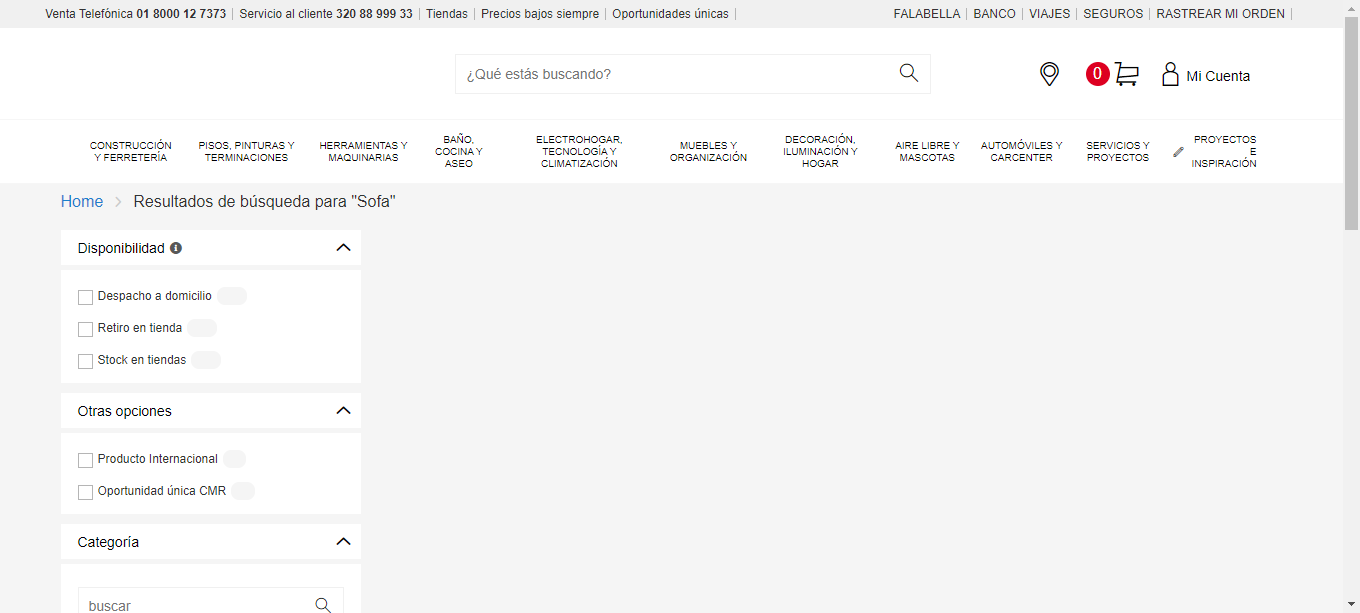 Venta Telefónica 01 8000 12 7373 | Servicio al cliente 320 88 999 33 | Tiendas | Precios bajos siempre | Oportunidades únicas |
FALABELLA | BANCO | VIAJES | SEGUROS | RASTREAR MI ORDEN |
¿Qué estás buscando?
0
Mi Cuenta
CONSTRUCCIÓN
Y FERRETERÍA
PISOS, PINTURAS Y
TERMINACIONES
HERRAMIENTAS Y
MAQUINARIAS
BAÑO,
COCINA Y
ASEO
ELECTROHOGAR,
TECNOLOGÍA Y
CLIMATIZACIÓN
MUEBLES Y
ORGANIZACIÓN
DECORACIÓN,
ILUMINACIÓN Y
HOGAR
AIRE LIBRE Y
MASCOTAS
AUTOMÓVILES Y
CARCENTER
SERVICIOS Y
PROYECTOS
PROYECTOS
E
INSPIRACIÓN
Home > Resultados de búsqueda para "Sofa"
Disponibilidad
Despacho a domicilio
Retiro en tienda
Stock en tiendas
Otras opciones
Producto Internacional
Oportunidad única CMR
Categoría
buscar